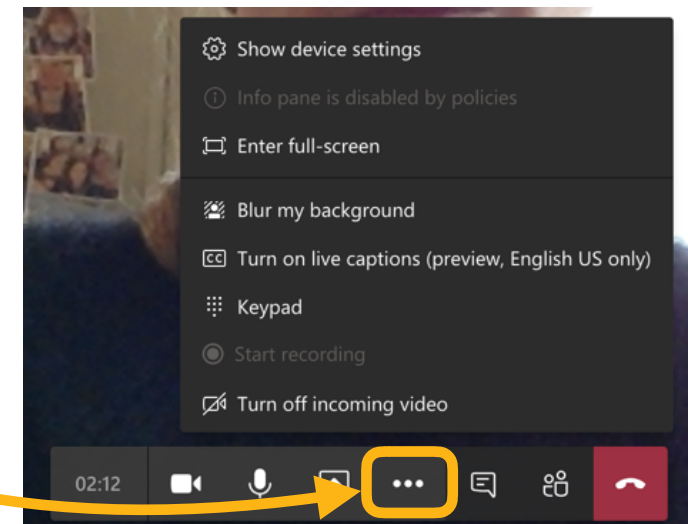 Show device settings
Info pane is disabled by policies
Enter full-screen
Blur my background
CC Turn on live captions (preview, English US only)
Keypad
Start recording
Turn off incoming video
02:12